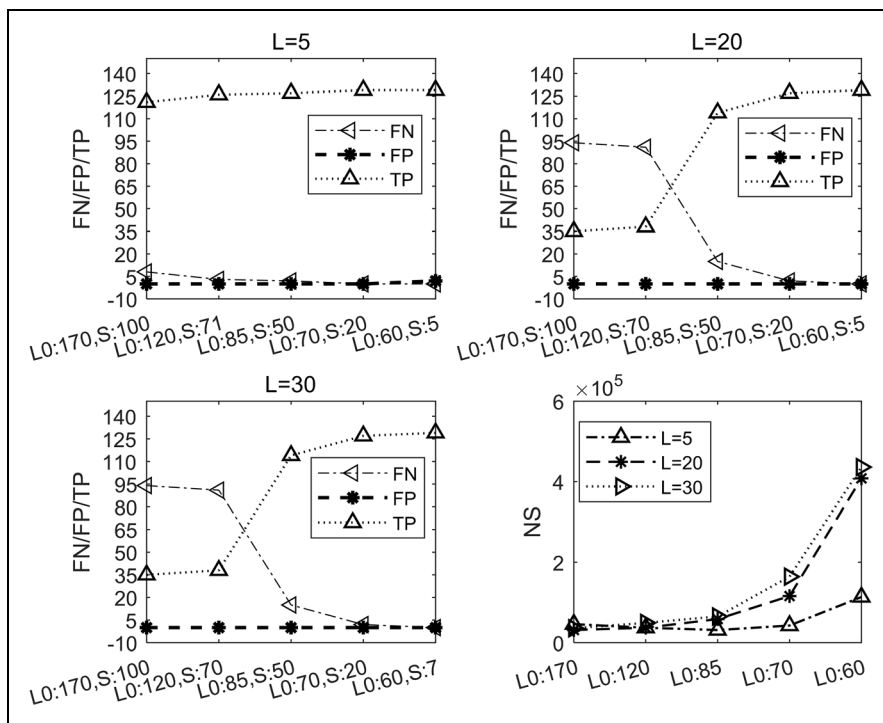 L=5
FN/FP/TP
140
125
110
95
80
65
50
35
20
5
-10
FN
FP
TP
L0:170,S:100
L0:120,S:71
L0:85,S:50
L0:70,S:20
L0:60,S:5
L=20
FN/FP/TP
140
125
110
95
80
65
50
35
20
5
-10
FN
FP
TP
L0:170,S:100
L0:120,S:70
L0:85,S:50
L0:70,S:20
L0:60,S:5
L=30
FN/FP/TP
140
125
110
95
80
65
50
35
20
5
-10
FN
FP
TP
L0:170,S:100
L0:120,S:70
L0:85,S:50
L0:70,S:20
L0:60,S:7
×10^5
NS
6
4
2
0
L=5
L=20
L=30
L0:170
L0:120
L0:85
L0:70
L0:60